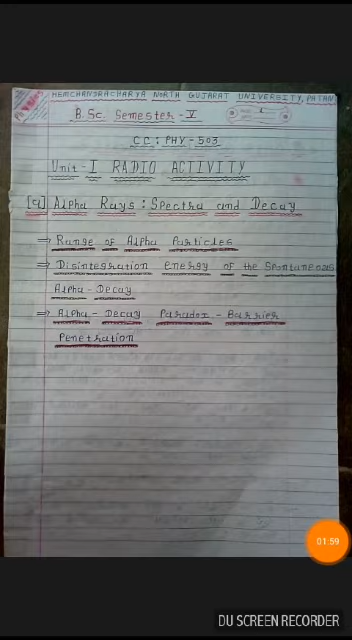 HEMCHANDRACHARYA NORTH GUJARAT UNIVERSITY, PATAN
Physics
B.Sc. Semester - V
CC : PHY - 503
Unit - I RADIO ACTIVITY
[a] Alpha Rays : Spectra and Decay
⇒ Range of Alpha Particles
⇒ Disintegration energy of the Spontaneous
Alpha - Decay
⇒ Alpha - Decay Paradox - Barrier
Penetration
01:59
DU SCREEN RECORDER